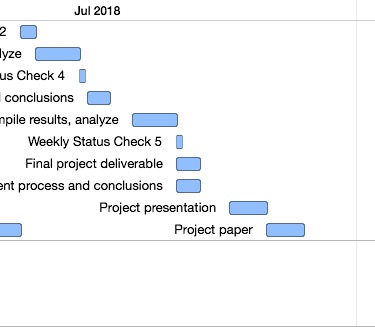 Jul 2018
2
lyze
us Check 4
l conclusions
npile results, analyze
Weekly Status Check 5
Final project deliverable
ent process and conclusions
Project presentation
Project paper